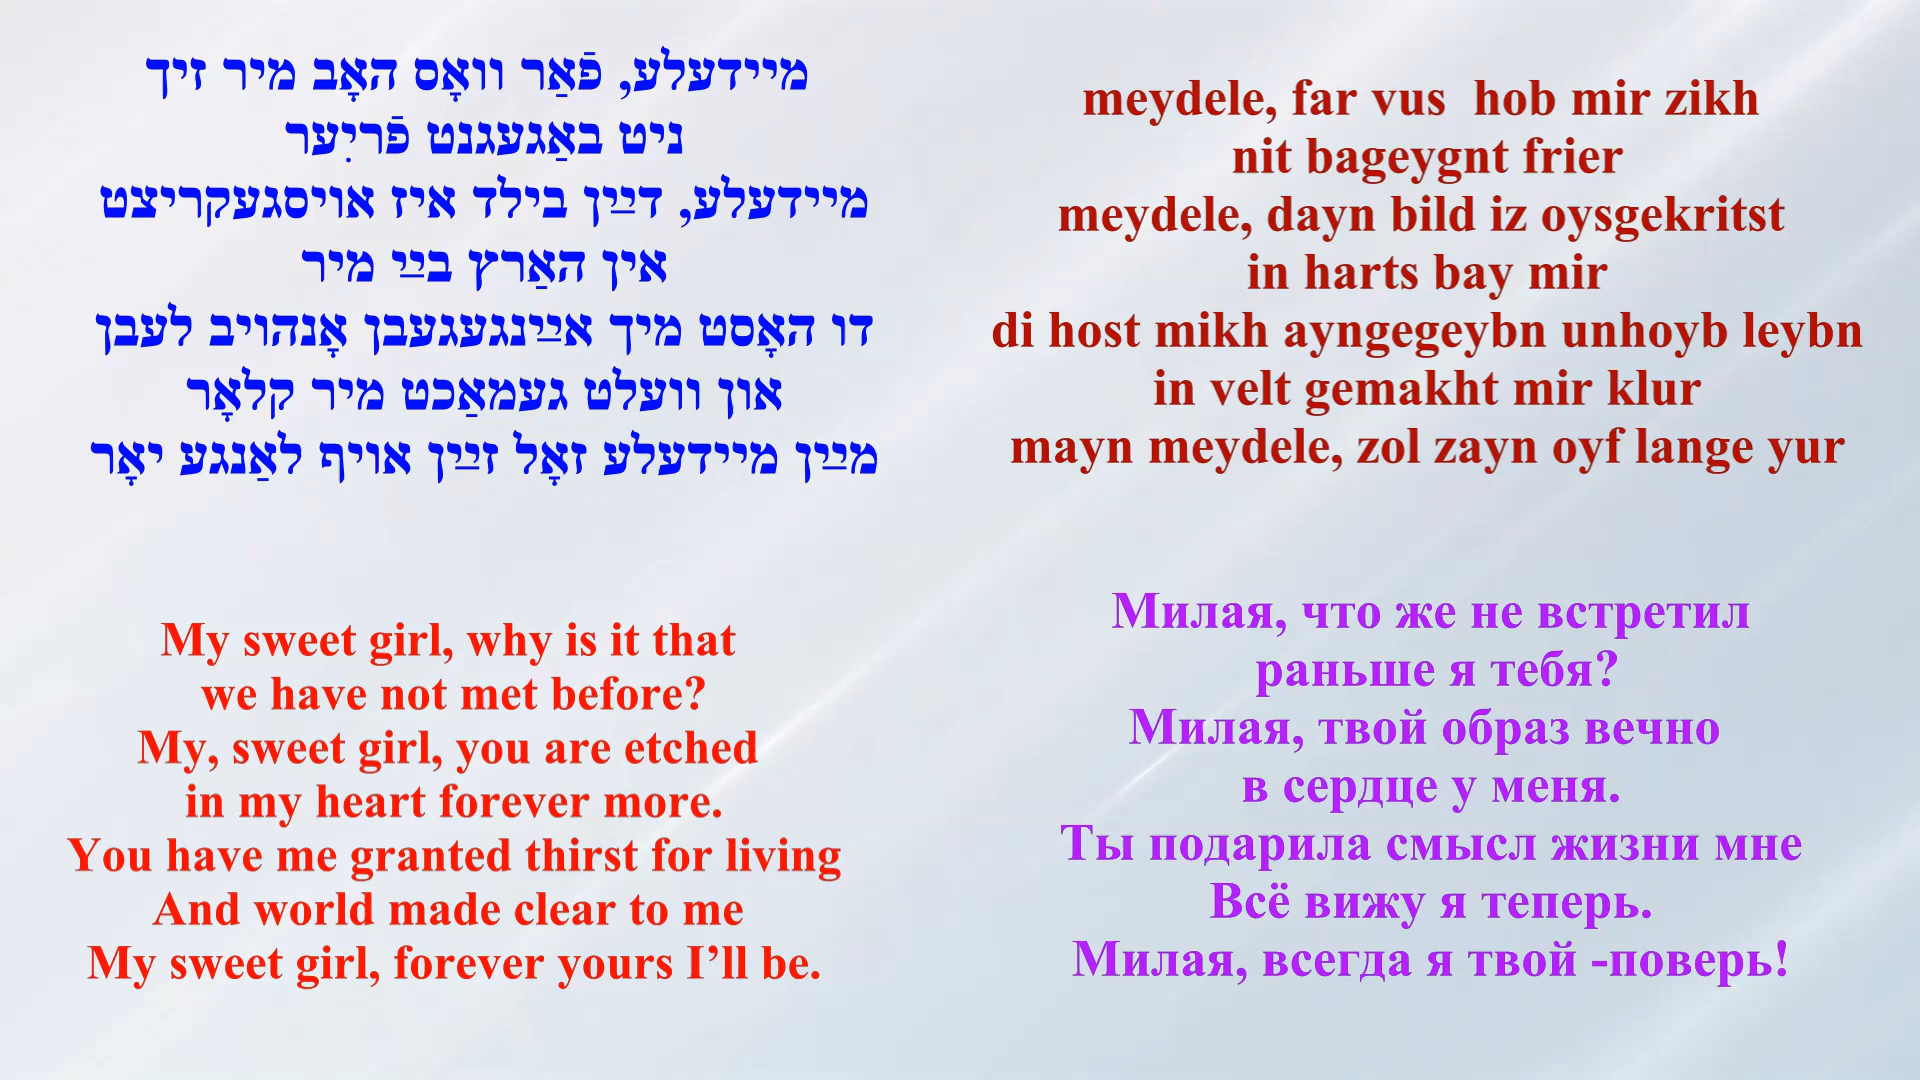 מיידעלע, פֿאַר וואָס האָב מיר זיך
ניט באַגעגנט פֿריִער
מיידעלע, דײַן בילד איז אויסגעקריצט
אין האַרץ בײַ מיר
דו האָסט מיך אײַנגעגעבן אָנהויב לעבן
און וועלט געמאַכט מיר קלאָר
מײַן מיידעלע זאָל זײַן אויף לאַנגע יאָר
meydele, far vus  hob mir zikh
nit bageygnt frier
meydele, dayn bild iz oysgekritst
in harts bay mir
di host mikh ayngegeybn unhoyb leybn
in velt gemakht mir klur
mayn meydele, zol zayn oyf lange yur
My sweet girl, why is it that
we have not met before?
My, sweet girl, you are etched
in my heart forever more.
You have me granted thirst for living
And world made clear to me
My sweet girl, forever yours I’ll be.
Милая, что же не встретил
раньше я тебя?
Милая, твой образ вечно
в сердце у меня.
Ты подарила смысл жизни мне
Всё вижу я теперь.
Милая, всегда я твой -поверь!